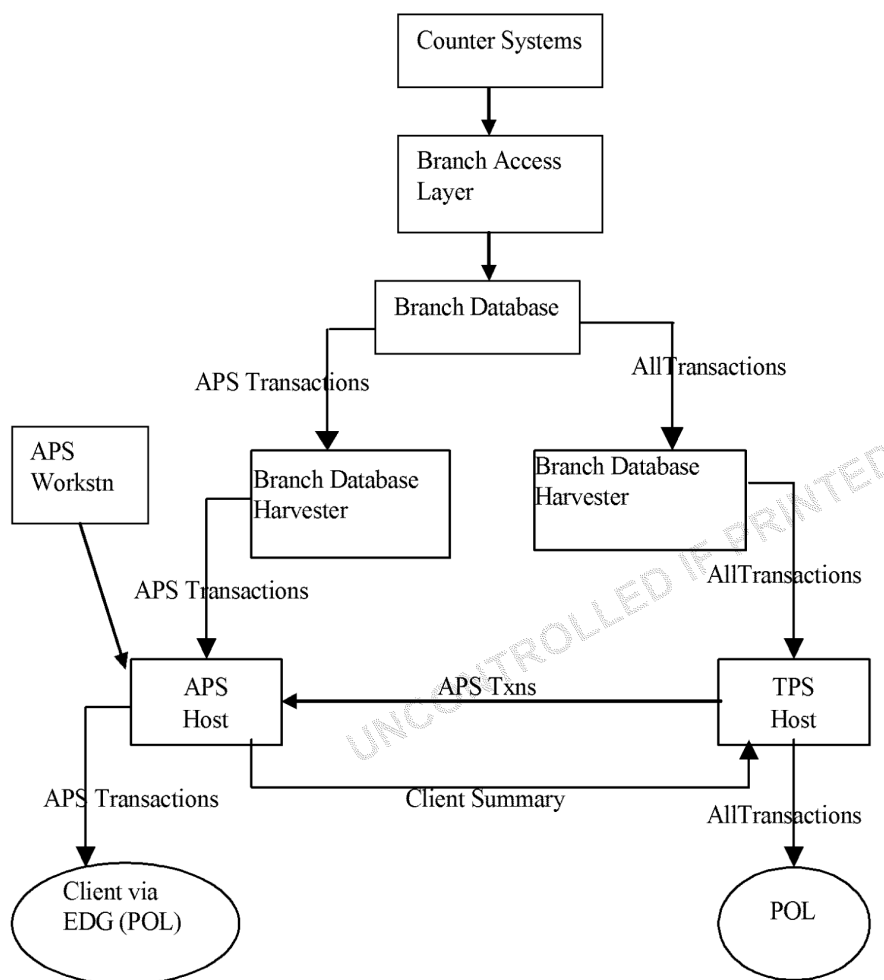 Counter Systems
Branch Access
Layer
Branch Database
APS Transactions
AllTransactions
APS
Workstn
Branch Database
Harvester
Branch Database
Harvester
APS Transactions
AllTransactions
UNCONTROLLED IF PRINTED
APS
Host
APS Txns
TPS
Host
APS Transactions
Client Summary
AllTransactions
Client via
EDG (POL)
POL